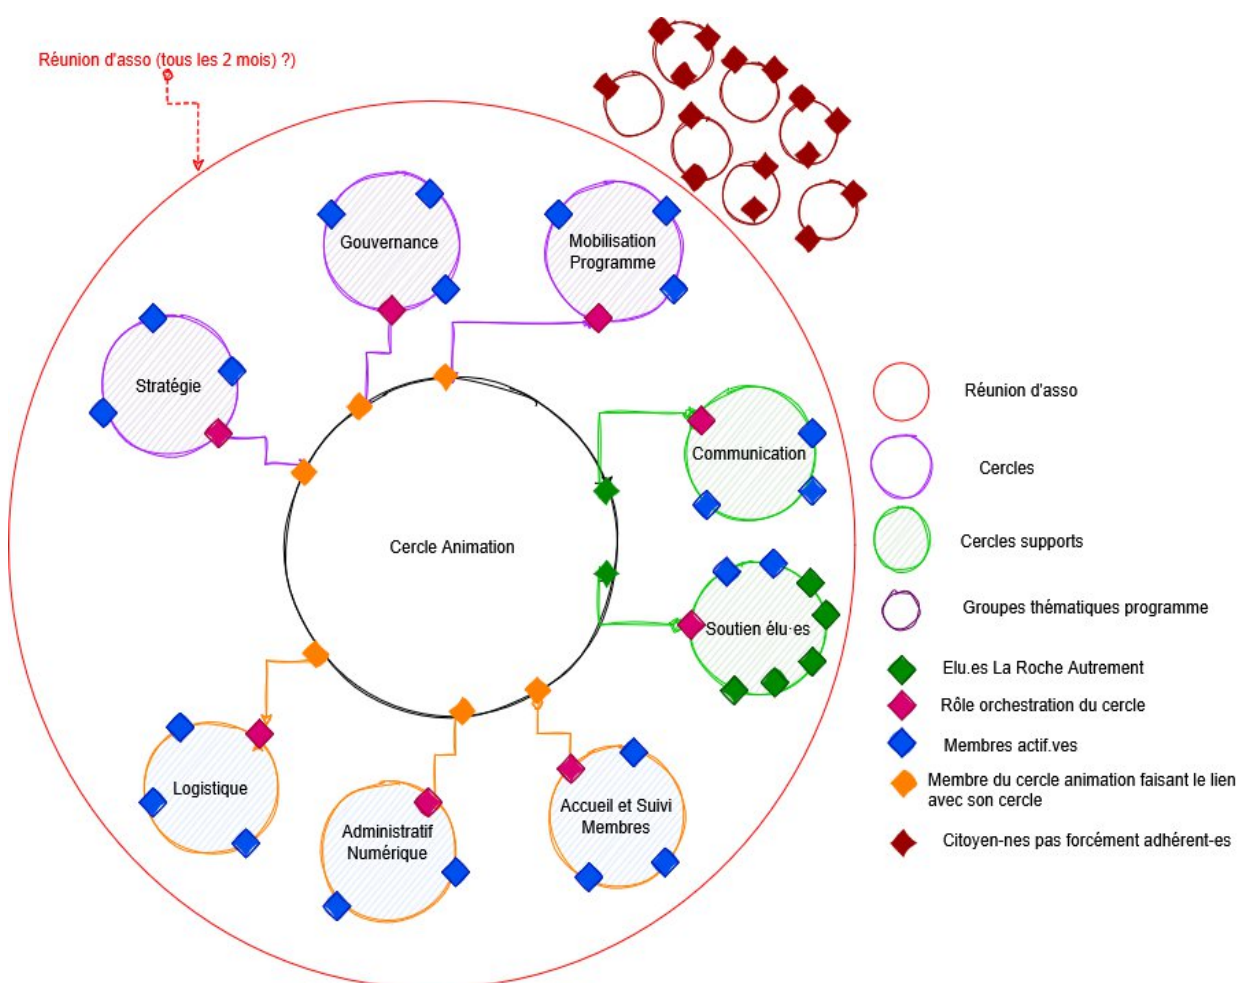 Réunion d'asso (tous les 2 mois) ?)
Gouvernance
Mobilisation
Programme
Stratégie
Communication
Cercle Animation
Soutien élu·es
Logistique
Administratif
Numérique
Accueil et Suivi
Membres
Réunion d'asso
Cercles
Cercles supports
Groupes thématiques programme
Elu.es La Roche Autrement
Rôle orchestration du cercle
Membres actif.ves
Membre du cercle animation faisant le lien
avec son cercle
Citoyen-nes pas forcément adhérent-es